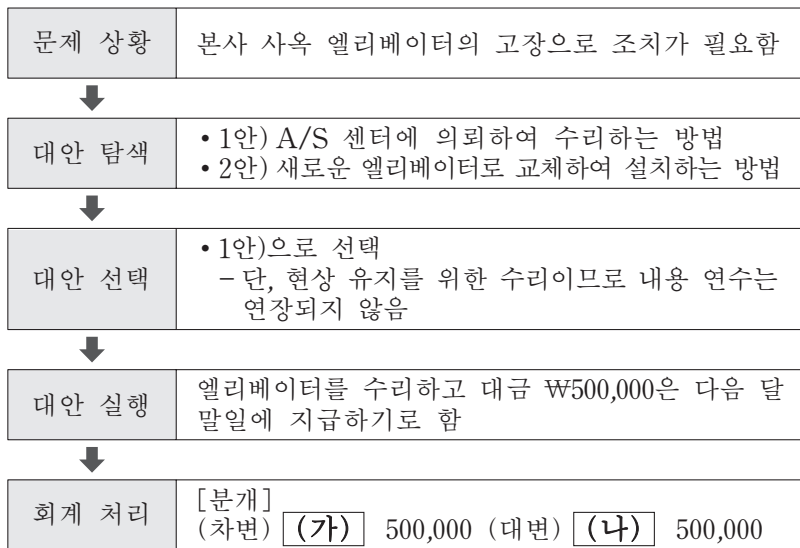 문제 상황
본사 사옥 엘리베이터의 고장으로 조치가 필요함
대안 탐색
• 1안) A/S 센터에 의뢰하여 수리하는 방법
• 2안) 새로운 엘리베이터로 교체하여 설치하는 방법
대안 선택
• 1안)으로 선택
– 단, 현상 유지를 위한 수리이므로 내용 연수는
연장되지 않음
대안 실행
엘리베이터를 수리하고 대금 ₩500,000은 다음 달
말일에 지급하기로 함
회계 처리
[분개]
(차변) (가) 500,000 (대변) (나) 500,000